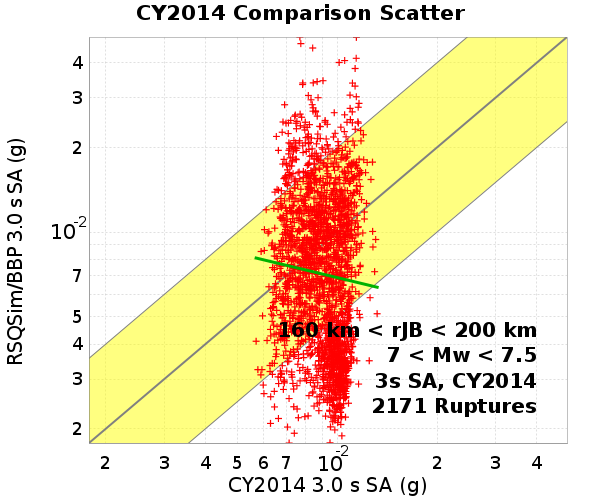 CY2014 Comparison Scatter
RSQSim/BBP 3.0 s SA (g)
4
3
2
10-2
7
5
4
3
2
160 km < rJB < 200 km
7 < Mw < 7.5
3s SA, CY2014
2171 Ruptures
2 3 4 5 6 7 10-2 2 3 4
CY2014 3.0 s SA (g)